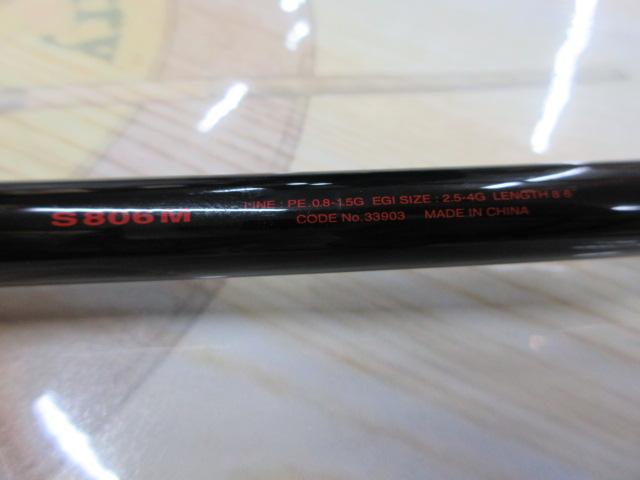 try
S806M
LINE : PE.0.8-1.5G EGI SIZE : 2.5-4G LENGTH 8'6"
CODE No.33903 MADE IN CHINA